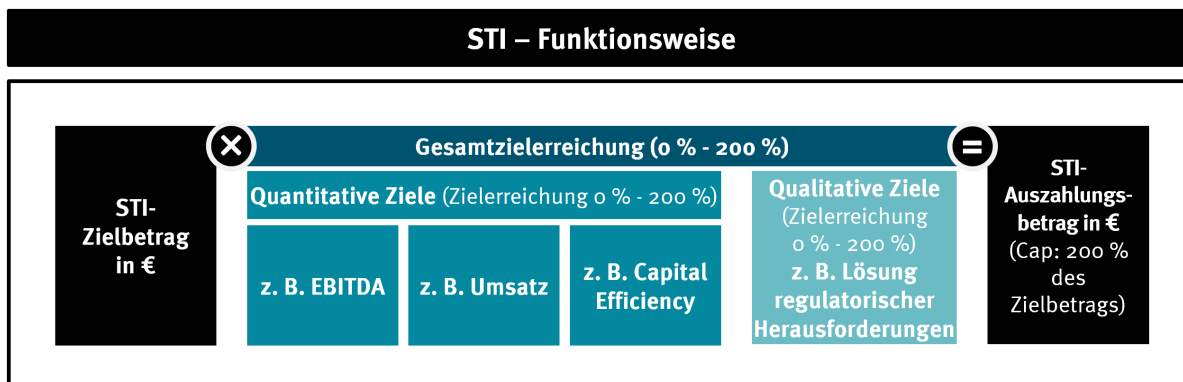 STI – Funktionsweise
STI-
Zielbetrag
in €
×
Gesamtzielerreichung (0 % - 200 %)
Quantitative Ziele (Zielerreichung 0 % - 200 %)
z. B. EBITDA
z. B. Umsatz
z. B. Capital
Efficiency
Qualitative Ziele
(Zielerreichung
0 % - 200 %)
z. B. Lösung
regulatorischer
Herausforderungen
=
STI-
Auszahlungs-
betrag in €
(Cap: 200 %
des
Zielbetrags)